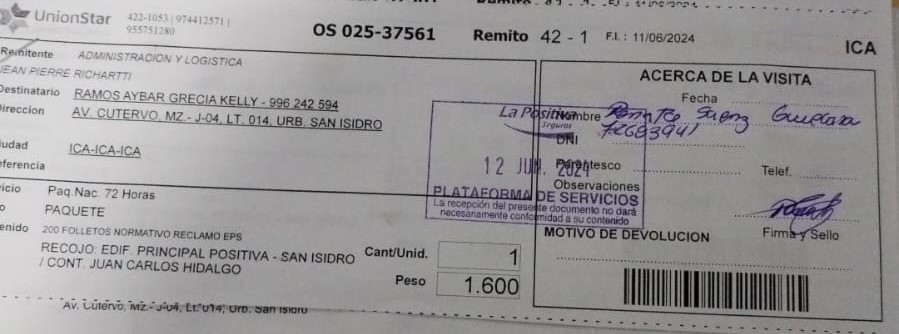 UnionStar
422-1053 | 974412571 |
955751280
OS 025-37561 Remito 42 - 1 F.I.: 11/06/2024
ICA
Remitente ADMINISTRACION Y LOGISTICA
JEAN PIERRE RICHARTTI
Destinatario RAMOS AYBAR GRECIA KELLY - 996 242 594
Direccion AV. CUTERVO, MZ.- J-04, LT. 014, URB. SAN ISIDRO
ciudad ICA-ICA-ICA
eferencia
icio Paq.Nac. 72 Horas
o PAQUETE
enido 200 FOLLETOS NORMATIVO RECLAMO EPS
RECOJO: EDIF. PRINCIPAL POSITIVA - SAN ISIDRO
/ CONT. JUAN CARLOS HIDALGO
Cant/Unid. 1
Peso 1.600
ACERCA DE LA VISITA
Fecha
Nombre
DNI
Parentesco Telef.
Observaciones
Firma y Sello
MOTIVO DE DEVOLUCION
La Positiva
Seguros
12 JUN. 2024
PLATAFORMA DE SERVICIOS
La recepción del presente documento no dará
necesariamente conformidad a su contenido
Av. Cutervo, MZ.- J-04, Lt. 014, Urb. San Isidro